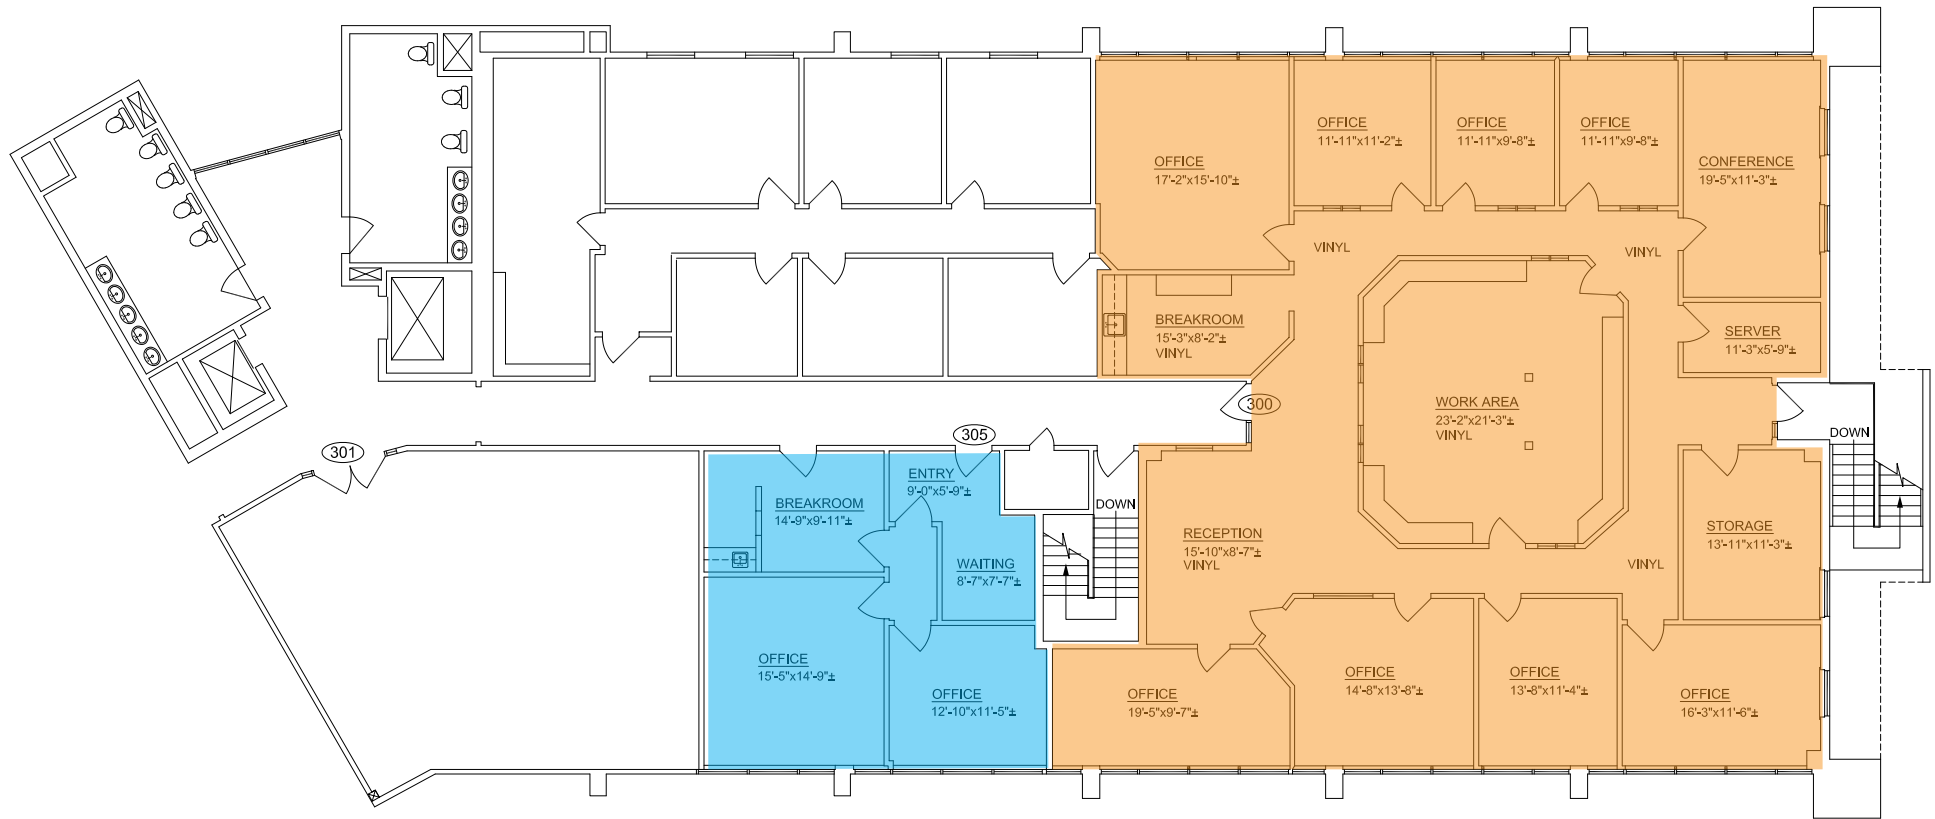 OFFICE
17'-2"x15'-10"±
OFFICE
11'-11"x11'-2"±
OFFICE
11'-11"x9'-8"±
OFFICE
11'-11"x9'-8"±
CONFERENCE
19'-5"x11'-3"±
VINYL
VINYL
BREAKROOM
15'-3"x8'-2"±
VINYL
SERVER
11'-3"x5'-9"±
300
WORK AREA
23'-2"x21'-3"±
VINYL
DOWN
301
305
BREAKROOM
14'-9"x9'-11"±
ENTRY
9'-0"x5'-9"±
DOWN
WAITING
8'-7"x7'-7"±
RECEPTION
15'-10"x8'-7"±
VINYL
STORAGE
13'-11"x11'-3"±
VINYL
OFFICE
15'-5"x14'-9"±
OFFICE
12'-10"x11'-5"±
OFFICE
19'-5"x9'-7"±
OFFICE
14'-8"x13'-8"±
OFFICE
13'-8"x11'-4"±
OFFICE
16'-3"x11'-6"±